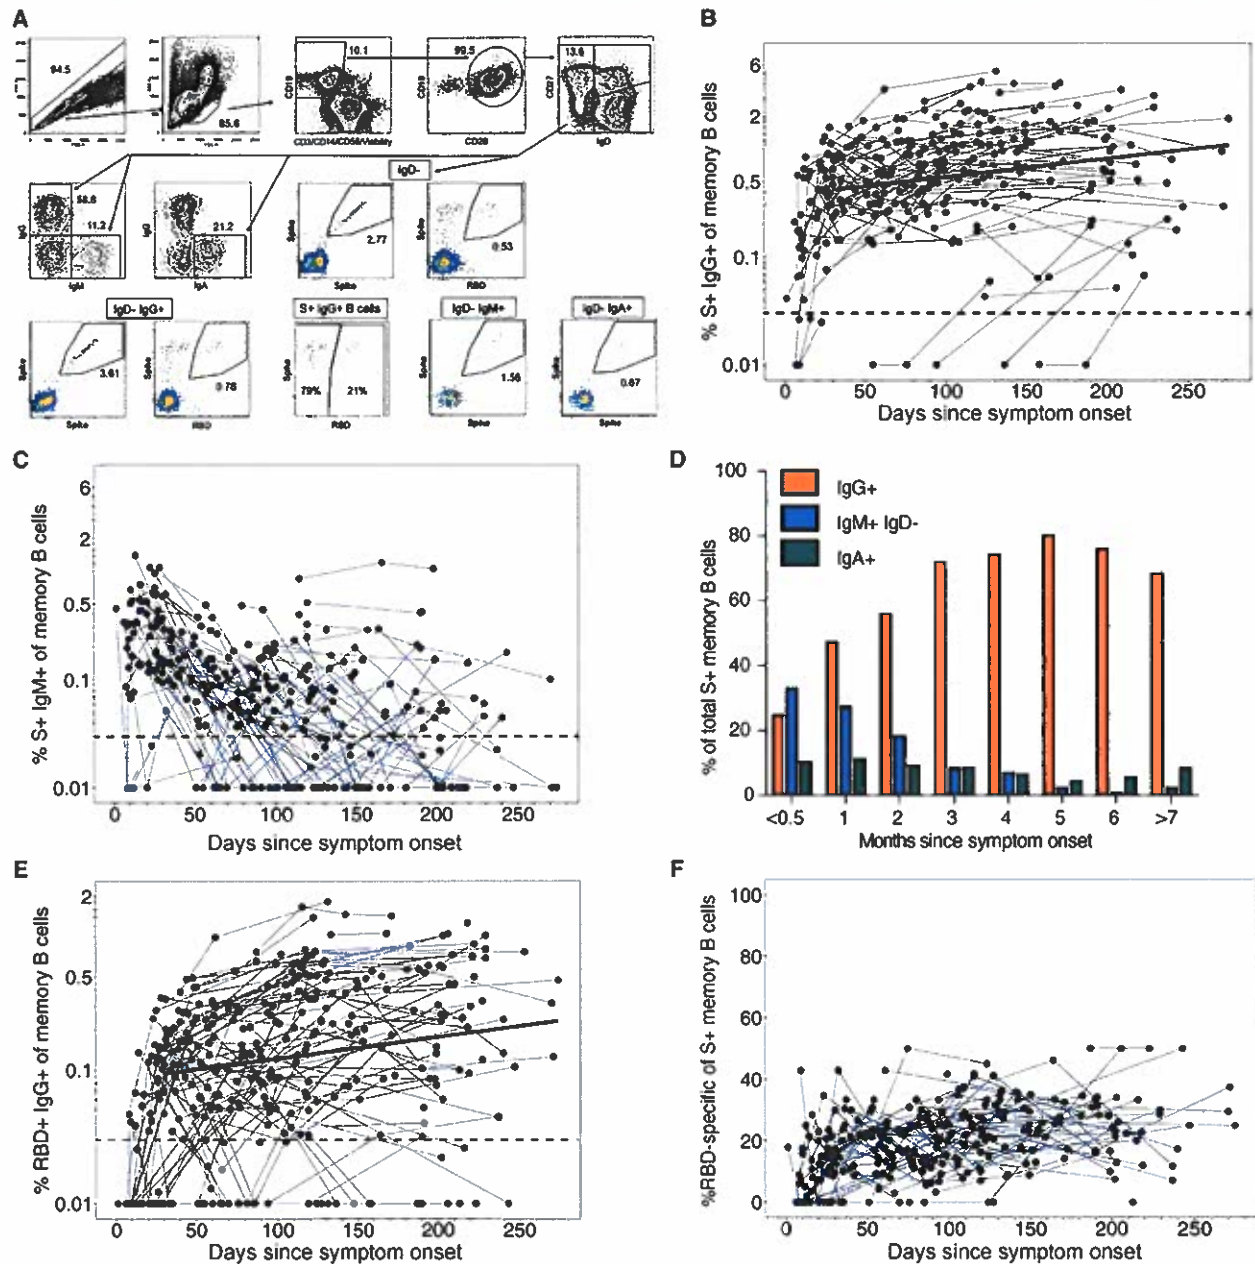 A
94.5
85.6
10.1
CD19
CD3/CD14/CD56/Viability
99.5
CD19
CD20
13.6
CD27
IgD
IgD-
58.6
11.2
IgG
IgM
21.2
IgG
IgA
Spike
2.77
Spike
Spike
0.53
RBD
IgD- IgG+
S+ IgG+ B cells
IgD- IgM+
IgD- IgA+
Spike
3.61
Spike
Spike
0.78
RBD
Spike
79%
21%
RBD
Spike
1.56
Spike
Spike
0.67
Spike
B
% S+ IgG+ of memory B cells
6
2
0.5
0.1
0.01
0 50 100 150 200 250
Days since symptom onset
C
% S+ IgM+ of memory B cells
6
2
0.5
0.1
0.01
0 50 100 150 200 250
Days since symptom onset
D
% of total S+ memory B cells
100
80
60
40
20
0
IgG+
IgM+ IgD-
IgA+
<0.5 1 2 3 4 5 6 >7
Months since symptom onset
E
% RBD+ IgG+ of memory B cells
2
0.5
0.1
0.01
0 50 100 150 200 250
Days since symptom onset
F
%RBD-specific of S+ memory B cells
100
80
60
40
20
0
0 50 100 150 200 250
Days since symptom onset